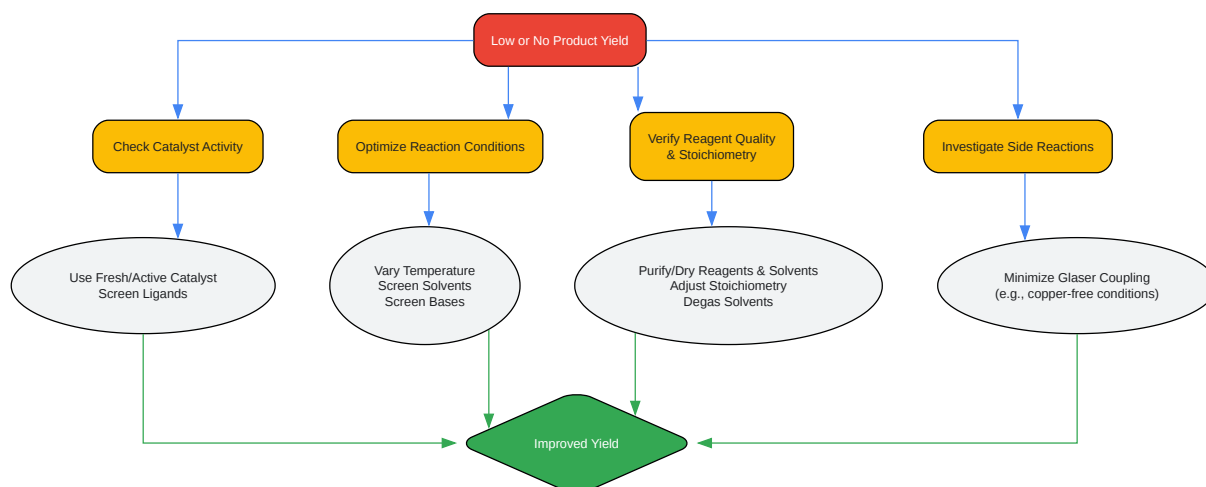 Low or No Product Yield
Check Catalyst Activity
Optimize Reaction Conditions
Verify Reagent Quality
& Stoichiometry
Investigate Side Reactions
Use Fresh/Active Catalyst
Screen Ligands
Vary Temperature
Screen Solvents
Screen Bases
Purify/Dry Reagents & Solvents
Adjust Stoichiometry
Degas Solvents
Minimize Glaser Coupling
(e.g., copper-free conditions)
Improved Yield